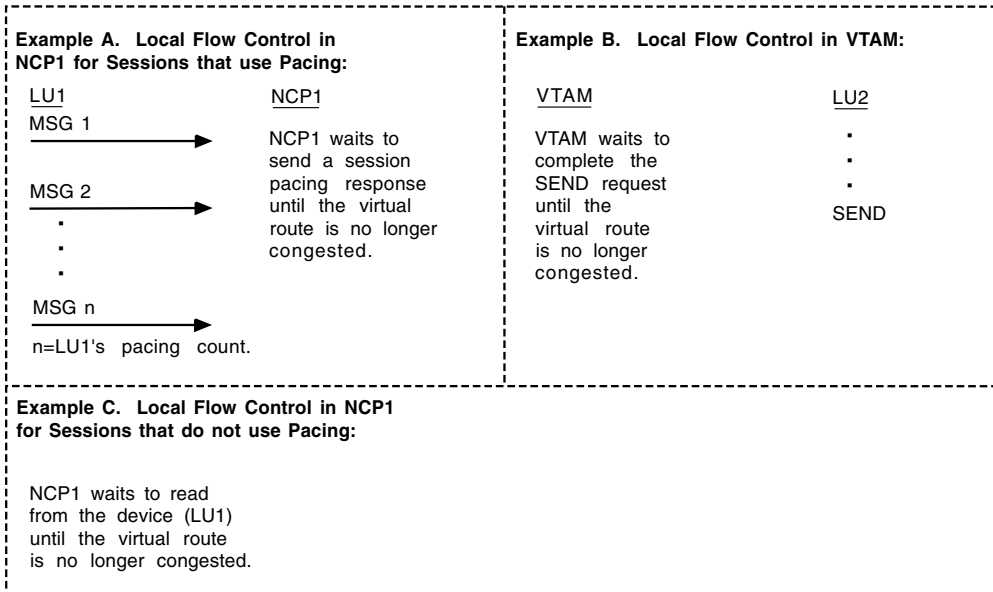 Example A. Local Flow Control in
NCP1 for Sessions that use Pacing:
LU1
NCP1
MSG 1
MSG 2
MSG n
n=LU1's pacing count.
NCP1 waits to
send a session
pacing response
until the virtual
route is no longer
congested.
Example B. Local Flow Control in VTAM:
VTAM
LU2
VTAM waits to
complete the
SEND request
until the
virtual route
is no longer
congested.
SEND
Example C. Local Flow Control in NCP1
for Sessions that do not use Pacing:
NCP1 waits to read
from the device (LU1)
until the virtual route
is no longer congested.